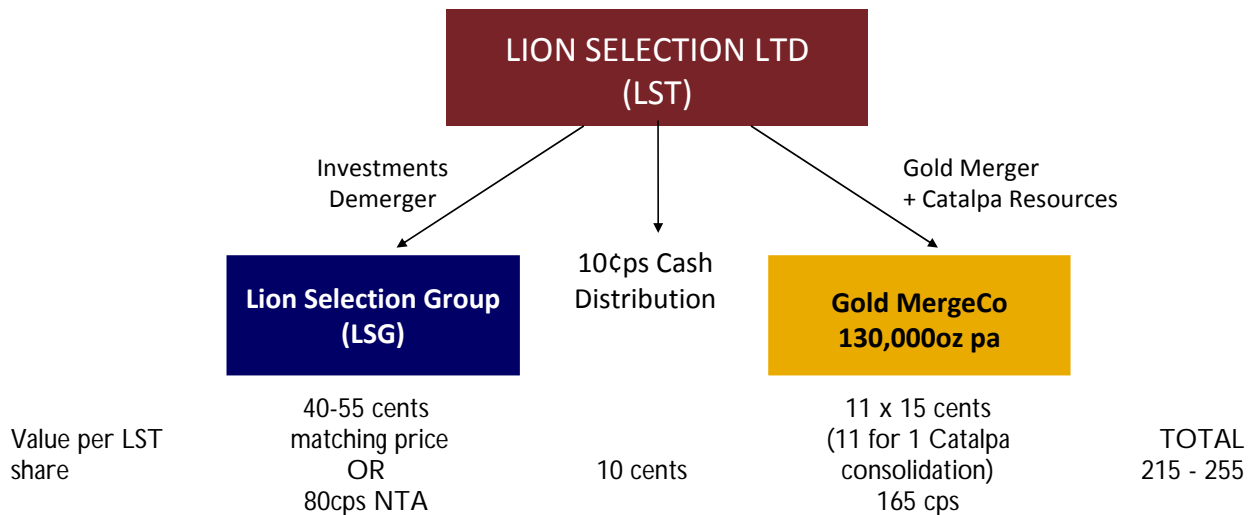 LION SELECTION LTD
(LST)
Investments
Demerger
Gold Merger
+ Catalpa Resources
Lion Selection Group
(LSG)
10¢ps Cash
Distribution
Gold MergeCo
130,000oz pa
Value per LST
share
40-55 cents
matching price
OR
80cps NTA
10 cents
11 x 15 cents
(11 for 1 Catalpa
consolidation)
165 cps
TOTAL
215 - 255